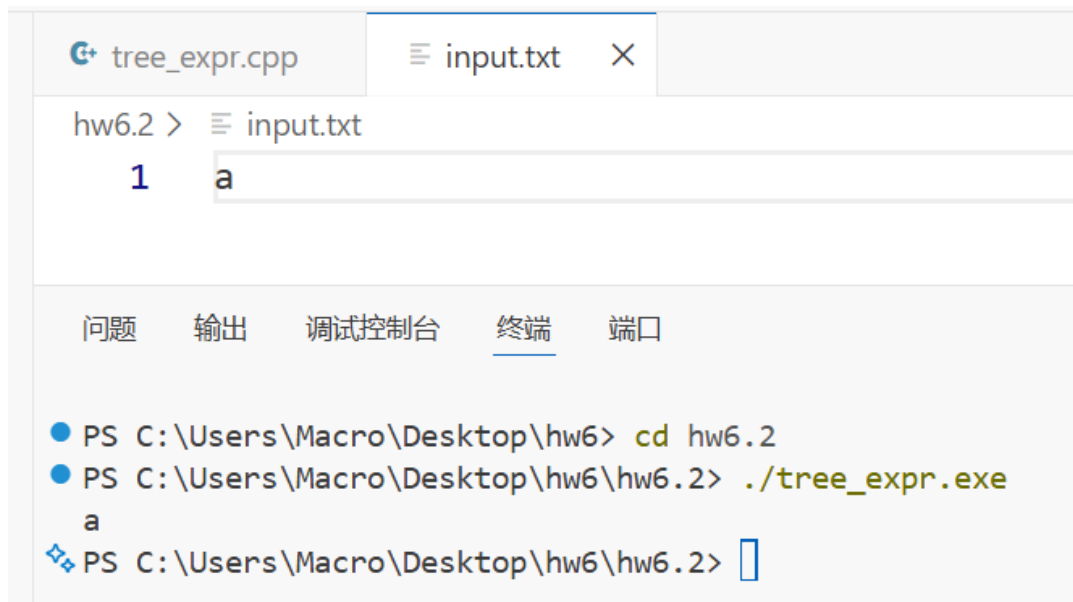 tree_expr.cpp input.txt
hw6.2 > input.txt
1 a
问题 输出 调试控制台 终端 端口
PS C:\Users\Macro\Desktop\hw6> cd hw6.2
PS C:\Users\Macro\Desktop\hw6\hw6.2> ./tree_expr.exe
a
PS C:\Users\Macro\Desktop\hw6\hw6.2>